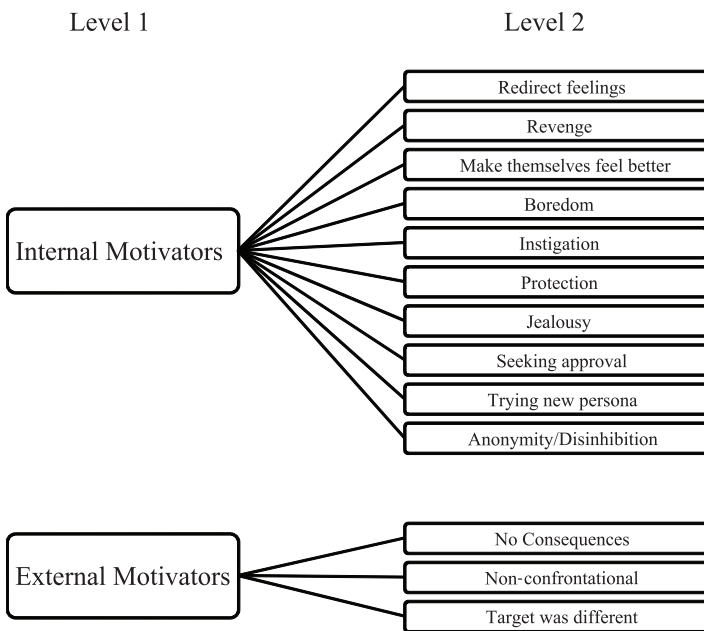 Level 1
Level 2
Internal Motivators
Redirect feelings
Revenge
Make themselves feel better
Boredom
Instigation
Protection
Jealousy
Seeking approval
Trying new persona
Anonymity/Disinhibition
External Motivators
No Consequences
Non-confrontational
Target was different